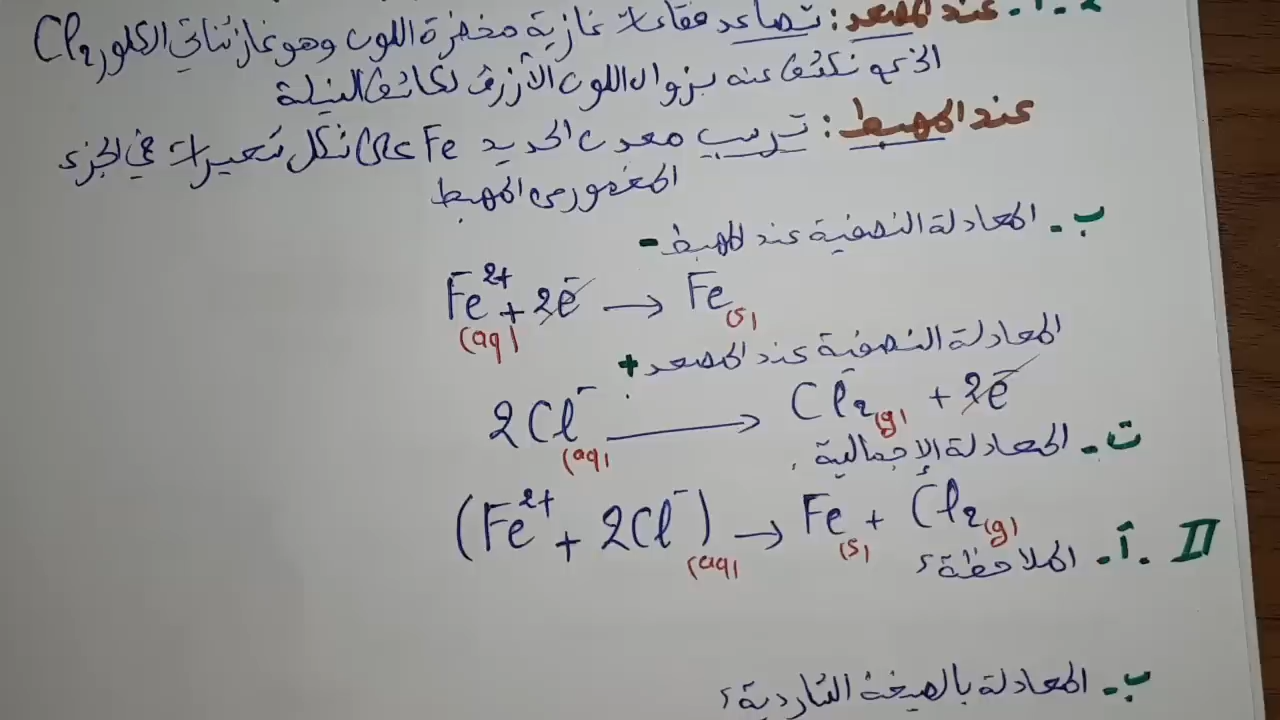 2.أ. عند المصعد: تصاعد فقاعات غازية مخضرة اللون وهو غاز ثنائي الكلور Cl₂
الذي نكشف عنه بزوال اللون الأزرق لكاشف النيلة
عند المهبط: ترسب معدن الحديد Fe على شكل شعيرات في الجزء
المغمور من المهبط
ب- المعادلة النصفية عند المهبط -
Fe²⁺(aq) + 2e⁻ → Fe(s)
المعادلة النصفية عند المصعد +
2Cl⁻(aq) → Cl₂(g) + 2e⁻
ت- المعادلة الإجمالية
(Fe²⁺ + 2Cl⁻)(aq) → Fe(s) + Cl₂(g)
II أ. الملاحظة؟
ب- المعادلة بالصيغة الشاردية؟